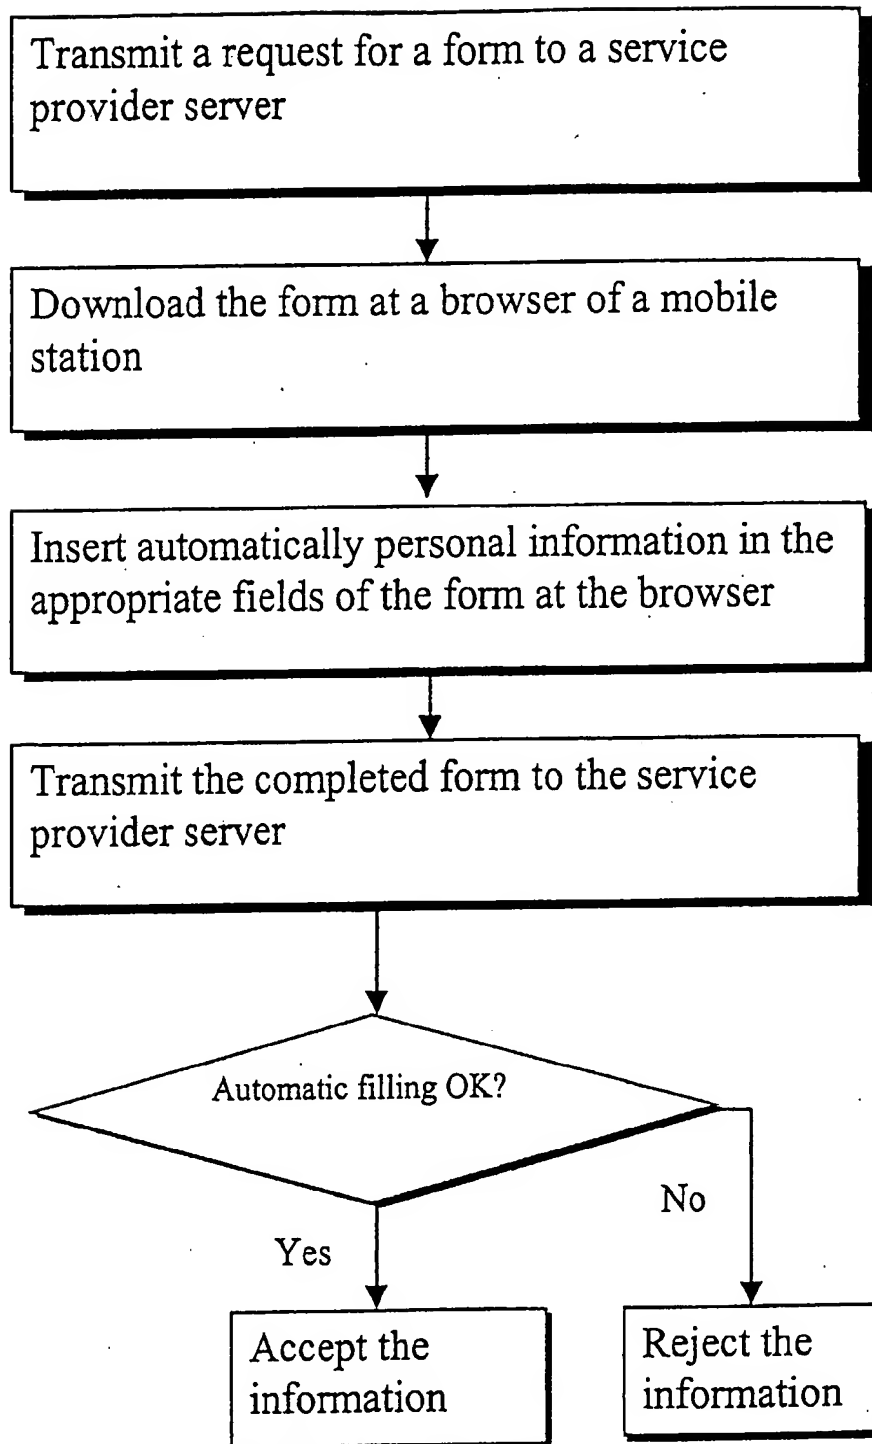 Transmit a request for a form to a service
provider server
Download the form at a browser of a mobile
station
Insert automatically personal information in the
appropriate fields of the form at the browser
Transmit the completed form to the service
provider server
Automatic filling OK?
No
Yes
Accept the
information
Reject the
information